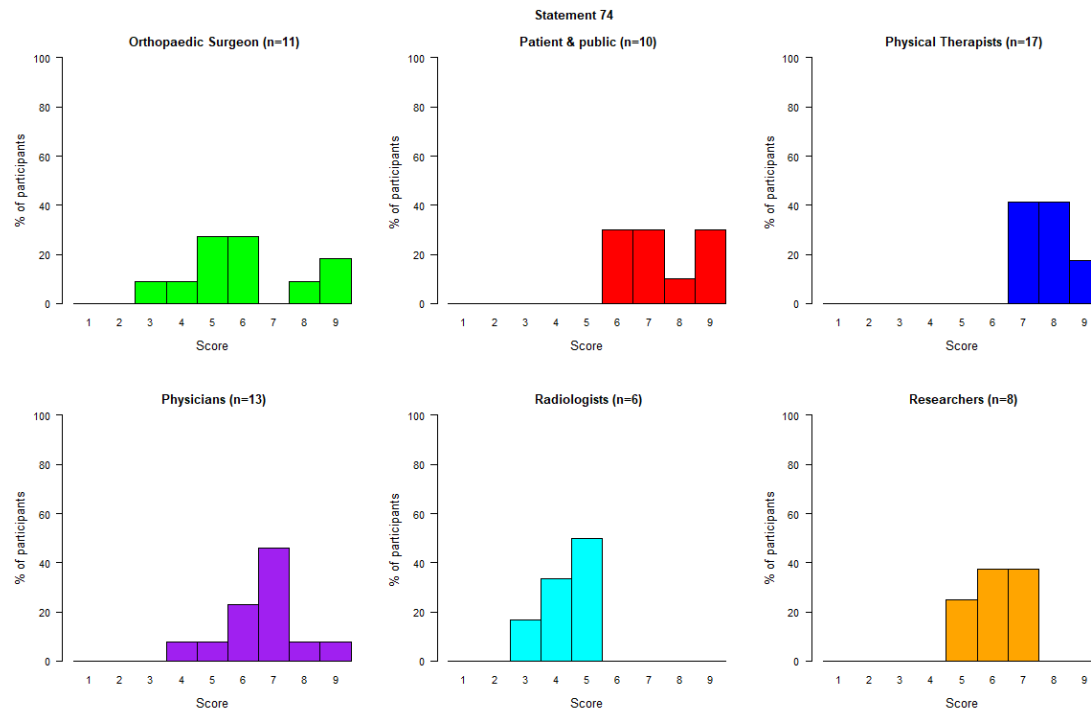 Statement 74
Orthopaedic Surgeon (n=11)
100
80
60
40
20
0
% of participants
1 2 3 4 5 6 7 8 9
Score
Patient & public (n=10)
100
80
60
40
20
0
% of participants
1 2 3 4 5 6 7 8 9
Score
Physical Therapists (n=17)
100
80
60
40
20
0
% of participants
1 2 3 4 5 6 7 8 9
Score
Physicians (n=13)
100
80
60
40
20
0
% of participants
1 2 3 4 5 6 7 8 9
Score
Radiologists (n=6)
100
80
60
40
20
0
% of participants
1 2 3 4 5 6 7 8 9
Score
Researchers (n=8)
100
80
60
40
20
0
% of participants
1 2 3 4 5 6 7 8 9
Score